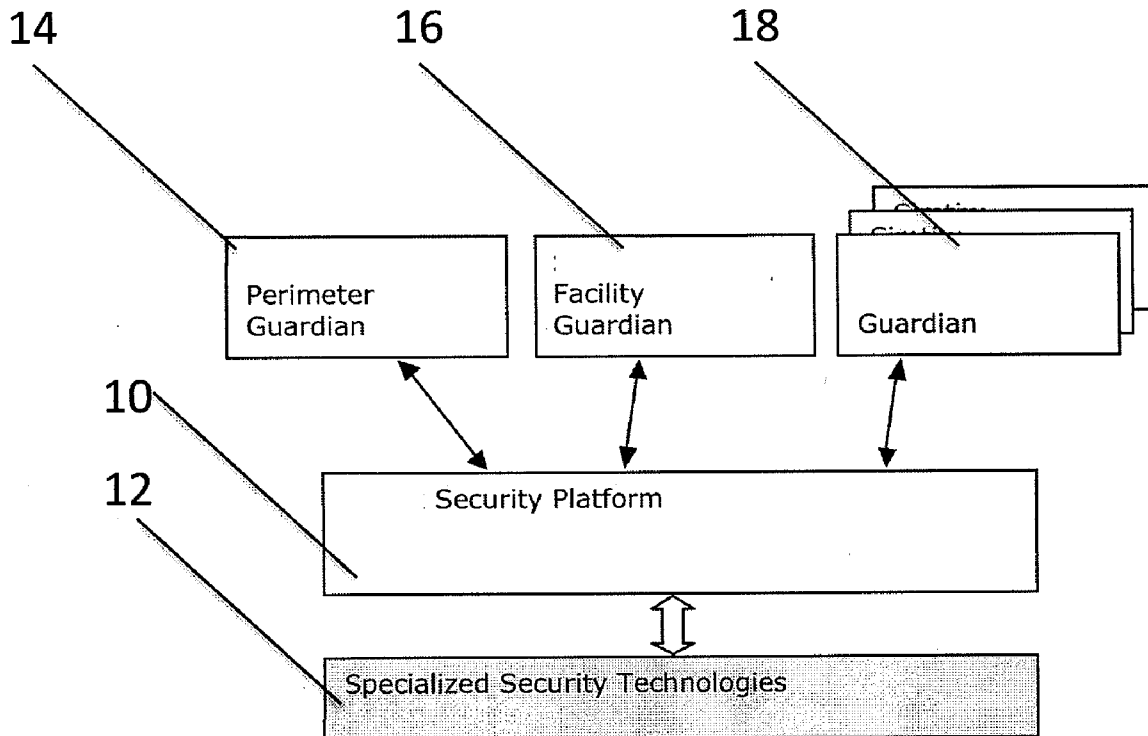 14
16
18
Perimeter
Guardian
Facility
Guardian
Guardian
10
Security Platform
12
Specialized Security Technologies